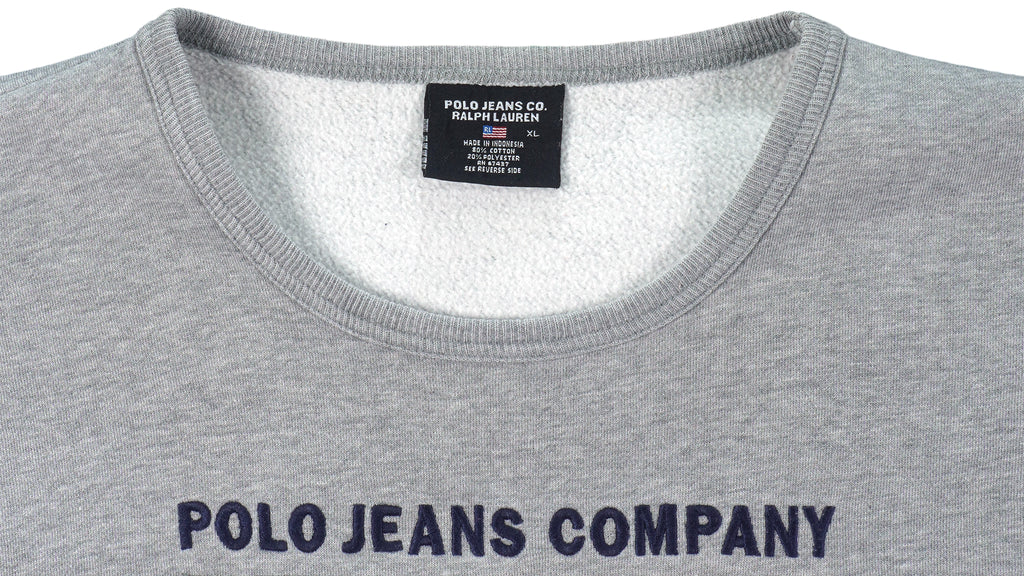 POLO JEANS CO.
RALPH LAUREN
RL
XL
MADE IN INDONESIA
80% COTTON
20% POLYESTER
RN 67437
SEE REVERSE SIDE
POLO JEANS COMPANY